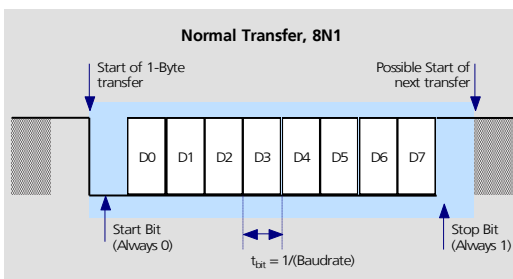 Normal Transfer, 8N1
Start of 1-Byte
transfer
Possible Start of
next transfer
D0 D1 D2 D3 D4 D5 D6 D7
Start Bit
(Always 0)
Stop Bit
(Always 1)
tbit = 1/(Baudrate)